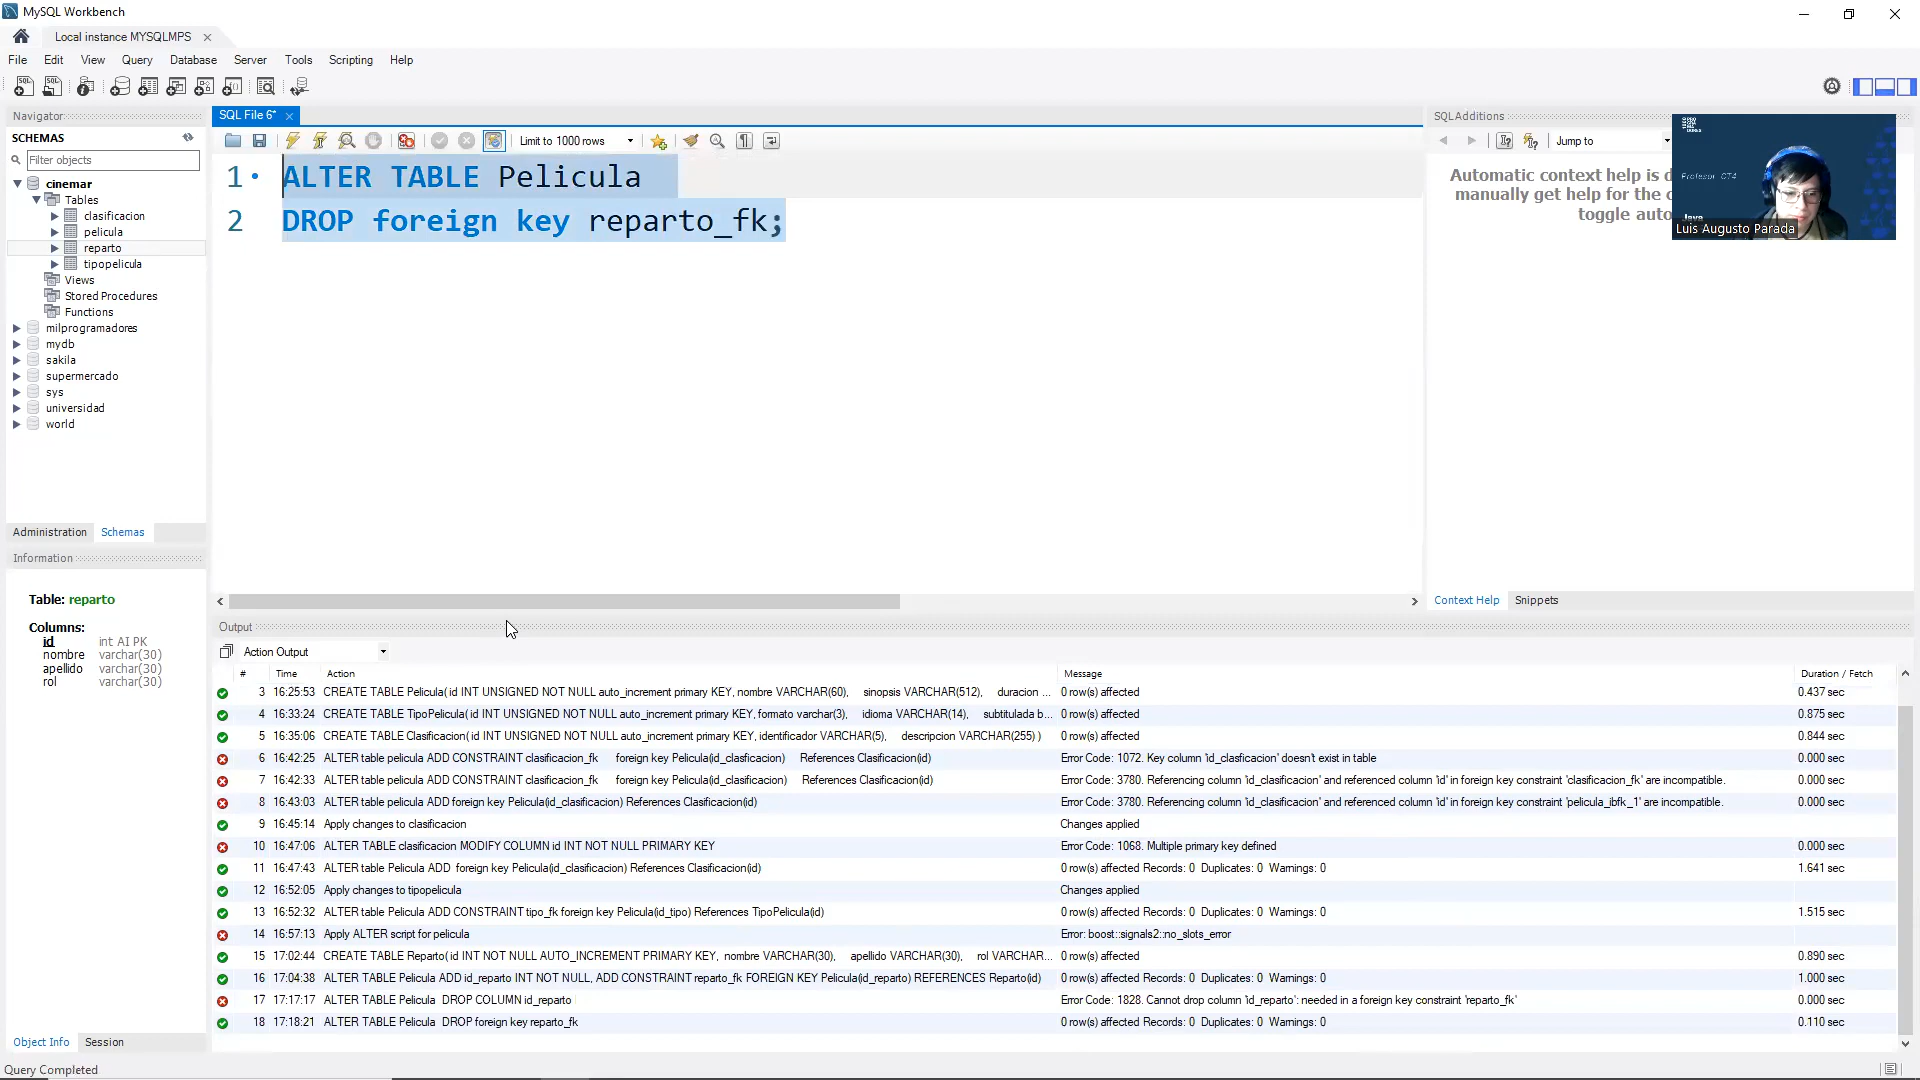 MySQL Workbench
Local instance MYSQLMPS
File Edit View Query Database Server Tools Scripting Help
Navigator
SCHEMAS
Filter objects
cinemar
Tables
clasificacion
pelicula
reparto
tipopelicula
Views
Stored Procedures
Functions
milprogramadores
mydb
sakila
supermercado
sys
universidad
world
Administration Schemas
Information
Table: reparto
Columns:
id int AI PK
nombre varchar(30)
apellido varchar(30)
rol varchar(30)
Object Info Session
Query Completed
SQL File 6*
Limit to 1000 rows
1 ALTER TABLE Pelicula
2 DROP foreign key reparto_fk;
SQLAdditions
Jump to
Automatic context help is d
manually get help for the c
toggle auto
Profesor CT4
Java
Luis Augusto Parada
Context Help Snippets
Output
Action Output
# Time Action Message Duration / Fetch
3 16:25:53 CREATE TABLE Pelicula( id INT UNSIGNED NOT NULL auto_increment primary KEY, nombre VARCHAR(60), sinopsis VARCHAR(512), duracion ... 0 row(s) affected 0.437 sec
4 16:33:24 CREATE TABLE TipoPelicula( id INT UNSIGNED NOT NULL auto_increment primary KEY, formato varchar(3), idioma VARCHAR(14), subtitulada b... 0 row(s) affected 0.875 sec
5 16:35:06 CREATE TABLE Clasificacion( id INT UNSIGNED NOT NULL auto_increment primary KEY, identificador VARCHAR(5), descripcion VARCHAR(255) ) 0 row(s) affected 0.844 sec
6 16:42:25 ALTER table pelicula ADD CONSTRAINT clasificacion_fk foreign key Pelicula(id_clasficacion) References Clasificacion(id) Error Code: 1072. Key column 'id_clasficacion' doesn't exist in table 0.000 sec
7 16:42:33 ALTER table pelicula ADD CONSTRAINT clasificacion_fk foreign key Pelicula(id_clasificacion) References Clasificacion(id) Error Code: 3780. Referencing column 'id_clasificacion' and referenced column 'id' in foreign key constraint 'clasificacion_fk' are incompatible. 0.000 sec
8 16:43:03 ALTER table pelicula ADD foreign key Pelicula(id_clasificacion) References Clasificacion(id) Error Code: 3780. Referencing column 'id_clasificacion' and referenced column 'id' in foreign key constraint 'pelicula_ibfk_1' are incompatible. 0.000 sec
9 16:45:14 Apply changes to clasificacion Changes applied
10 16:47:06 ALTER TABLE clasificacion MODIFY COLUMN id INT NOT NULL PRIMARY KEY Error Code: 1068. Multiple primary key defined 0.000 sec
11 16:47:43 ALTER table Pelicula ADD foreign key Pelicula(id_clasificacion) References Clasificacion(id) 0 row(s) affected Records: 0 Duplicates: 0 Warnings: 0 1.641 sec
12 16:52:05 Apply changes to tipopelicula Changes applied
13 16:52:32 ALTER table Pelicula ADD CONSTRAINT tipo_fk foreign key Pelicula(id_tipo) References TipoPelicula(id) 0 row(s) affected Records: 0 Duplicates: 0 Warnings: 0 1.515 sec
14 16:57:13 Apply ALTER script for pelicula Error: boost::signals2::no_slots_error
15 17:02:44 CREATE TABLE Reparto( id INT NOT NULL AUTO_INCREMENT PRIMARY KEY, nombre VARCHAR(30), apellido VARCHAR(30), rol VARCHAR... 0 row(s) affected 0.890 sec
16 17:04:38 ALTER TABLE Pelicula ADD id_reparto INT NOT NULL, ADD CONSTRAINT reparto_fk FOREIGN KEY Pelicula(id_reparto) REFERENCES Reparto(id) 0 row(s) affected Records: 0 Duplicates: 0 Warnings: 0 1.000 sec
17 17:17:17 ALTER TABLE Pelicula DROP COLUMN id_reparto Error Code: 1828. Cannot drop column 'id_reparto': needed in a foreign key constraint 'reparto_fk' 0.000 sec
18 17:18:21 ALTER TABLE Pelicula DROP foreign key reparto_fk 0 row(s) affected Records: 0 Duplicates: 0 Warnings: 0 0.110 sec